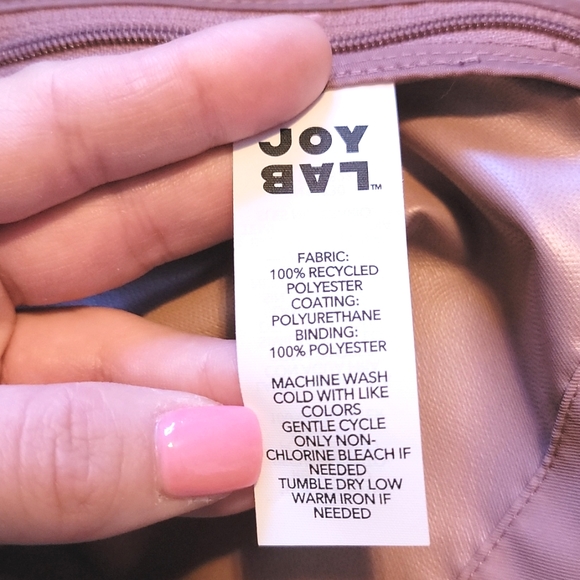 JOY
LAB™
FABRIC:
100% RECYCLED
POLYESTER
COATING:
POLYURETHANE
BINDING:
100% POLYESTER
MACHINE WASH
COLD WITH LIKE
COLORS
GENTLE CYCLE
ONLY NON-
CHLORINE BLEACH IF
NEEDED
TUMBLE DRY LOW
WARM IRON IF
NEEDED